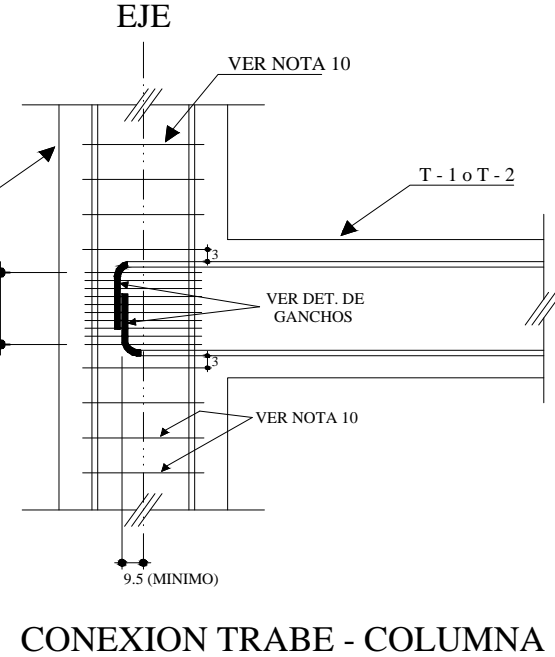 EJE
VER NOTA 10
T - 1 o T - 2
3
VER DET. DE
GANCHOS
3
VER NOTA 10
9.5 (MINIMO)
CONEXION TRABE - COLUMNA